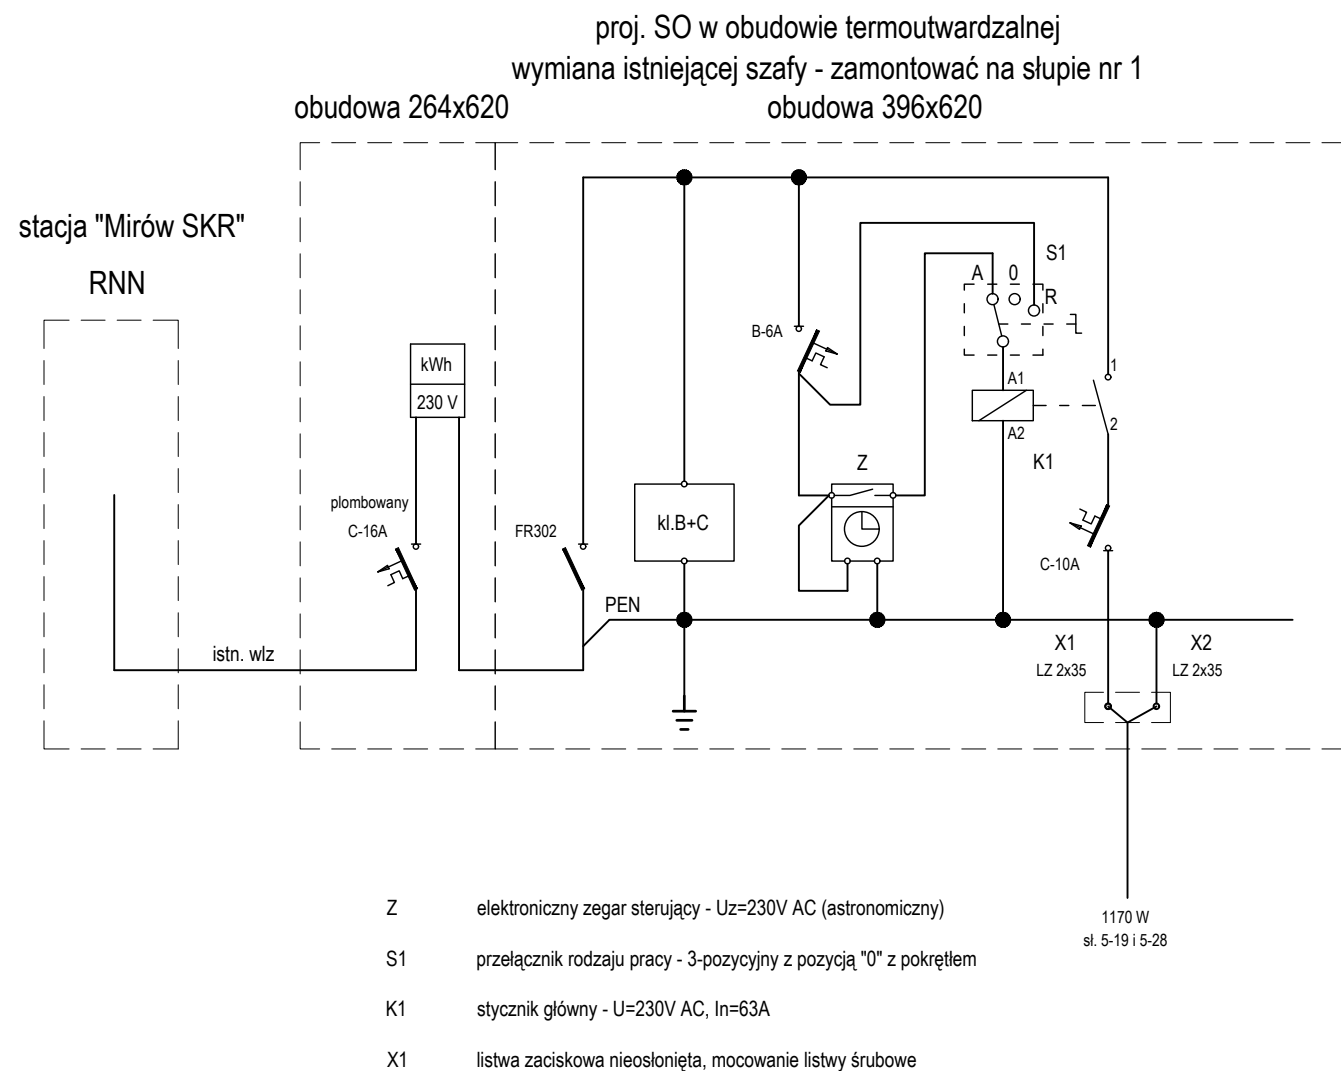 proj. SO w obudowie termoutwardzalnej
wymiana istniejącej szafy - zamontować na słupie nr 1
obudowa 264x620
obudowa 396x620
stacja "Mirów SKR"
RNN
kWh
230 V
plombowany
C-16A
istn. wlz
FR302
kl.B+C
PEN
B-6A
Z
S1
A
0
R
A1
A2
K1
1
2
C-10A
X1
LZ 2x35
X2
LZ 2x35
1170 W
sł. 5-19 i 5-28
Z elektroniczny zegar sterujący - Uz=230V AC (astronomiczny)
S1 przełącznik rodzaju pracy - 3-pozycyjny z pozycją "0" z pokrętłem
K1 stycznik główny - U=230V AC, In=63A
X1 listwa zaciskowa nieosłonięta, mocowanie listwy śrubowe